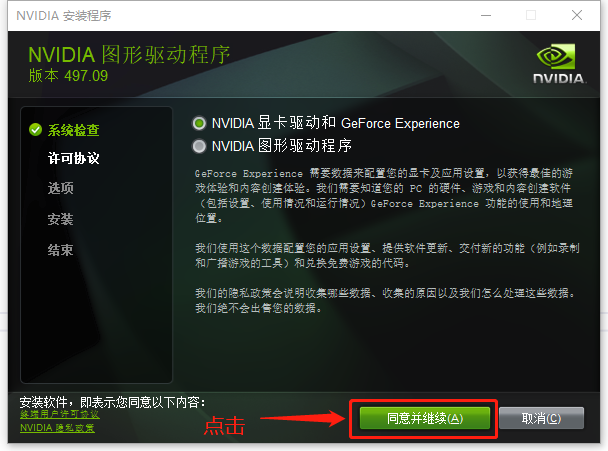 NVIDIA 安装程序
NVIDIA 图形驱动程序
版本 497.09
NVIDIA.
系统检查
许可协议
选项
安装
结束
NVIDIA 显卡驱动和 GeForce Experience
NVIDIA 图形驱动程序
GeForce Experience 需要数据来配置您的显卡及应用设置，以获得最佳的游
戏体验和内容创建体验。我们需要知道您的 PC 的硬件、游戏和内容创建软件
（包括设置、使用情况和运行情况）GeForce Experience 功能的使用和地理
位置。
我们使用这个数据配置您的应用设置、提供软件更新、交付新的功能（例如录制
和广播游戏的工具）和兑换免费游戏的代码。
我们的隐私政策会说明收集哪些数据、收集的原因以及我们怎么处理这些数据。
我们绝不会出售您的数据。
安装软件，即表示您同意以下内容：
终端用户许可协议
NVIDIA 隐私政策
点击
同意并继续(A)
取消(C)